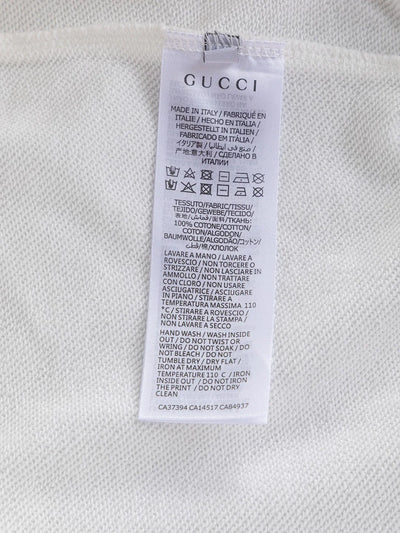 GUCCI
MADE IN ITALY / FABRIQUÉ EN
ITALIE / HECHO EN ITALIA /
HERGESTELLT IN ITALIEN /
FABRICADO EM ITÁLIA /
イタリア製 / صنع في ايطاليا /
产地:意大利 / СДЕЛАНО В
ИТАЛИИ
TESSUTO/FABRIC/TISSU/
TEJIDO/GEWEBE/TECIDO/
表地/قماش/面料/ТКАНЬ:
100% COTONE/COTTON/
COTON/ALGODON/
BAUMWOLLE/ALGODÃO/コットン/
قطن/棉/ХЛОПОК
LAVARE A MANO / LAVARE A
ROVESCIO / NON TORCERE O
STRIZZARE / NON LASCIARE IN
AMMOLLO / NON TRATTARE
CON CLORO / NON USARE
ASCIUGATRICE / ASCIUGARE
IN PIANO / STIRARE A
TEMPERATURA MASSIMA 110
°C / STIRARE A ROVESCIO /
NON STIRARE LA STAMPA /
NON LAVARE A SECCO
HAND WASH / WASH INSIDE
OUT / DO NOT TWIST OR
WRING / DO NOT SOAK / DO
NOT BLEACH / DO NOT
TUMBLE DRY / DRY FLAT /
IRON AT MAXIMUM
TEMPERATURE 110 C / IRON
INSIDE OUT / DO NOT IRON
THE PRINT / DO NOT DRY
CLEAN
CA37394 CA14517 CA84937